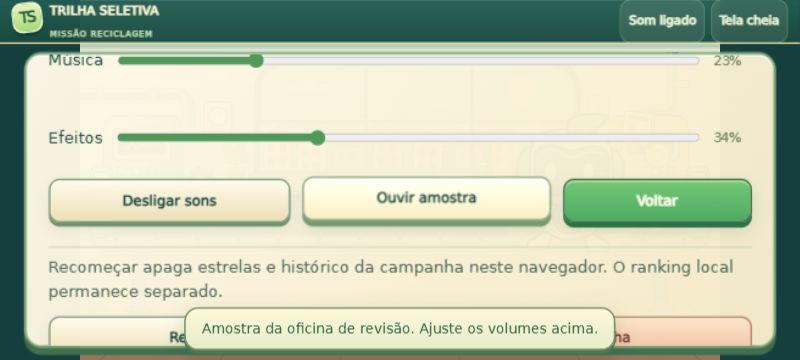 TS
TRILHA SELETIVA
MISSÃO RECICLAGEM
Som ligado
Tela cheia
Música
23%
Efeitos
34%
Desligar sons
Ouvir amostra
Voltar
Recomeçar apaga estrelas e histórico da campanha neste navegador. O ranking local
permanece separado.
Amostra da oficina de revisão. Ajuste os volumes acima.